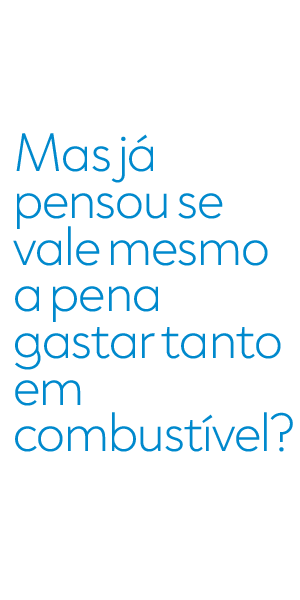 Mas já
pensou se
vale mesmo
a pena
gastar tanto
em
combustível?